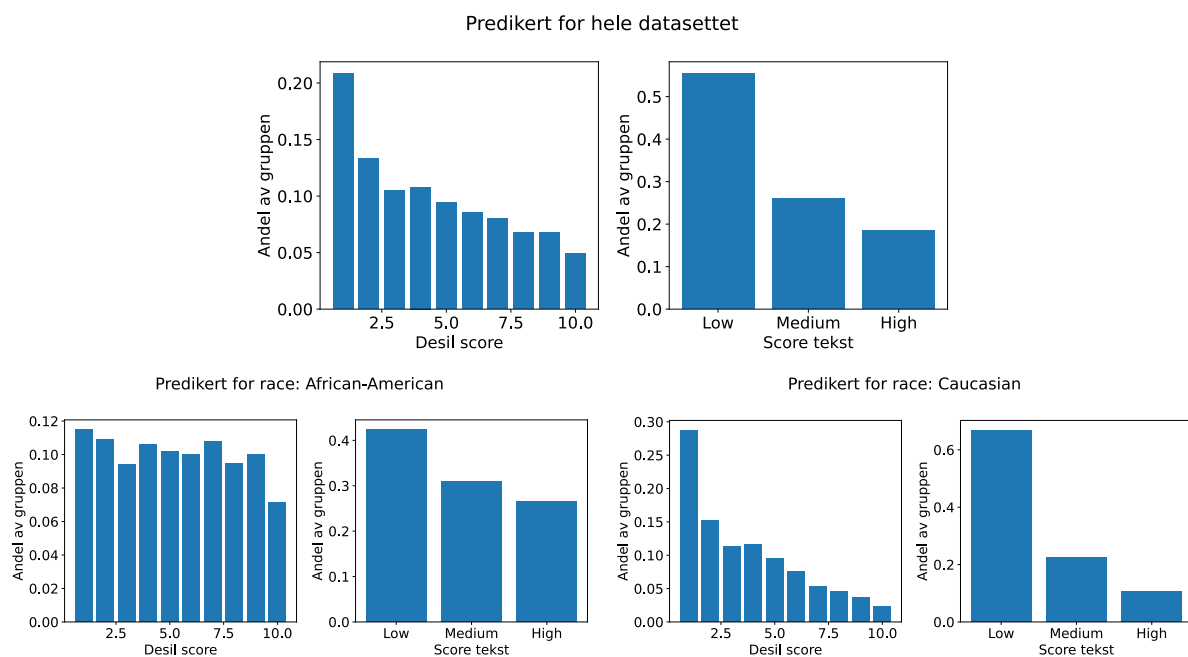 Predikert for hele datasettet
Andel av gruppen
0.20
0.15
0.10
0.05
0.00
2.5 5.0 7.5 10.0
Desil score
Andel av gruppen
0.5
0.4
0.3
0.2
0.1
0.0
Low Medium High
Score tekst
Predikert for race: African-American
Andel av gruppen
0.12
0.10
0.08
0.06
0.04
0.02
0.00
2.5 5.0 7.5 10.0
Desil score
Andel av gruppen
0.4
0.3
0.2
0.1
0.0
Low Medium High
Score tekst
Predikert for race: Caucasian
Andel av gruppen
0.30
0.25
0.20
0.15
0.10
0.05
0.00
2.5 5.0 7.5 10.0
Desil score
Andel av gruppen
0.6
0.4
0.2
0.0
Low Medium High
Score tekst